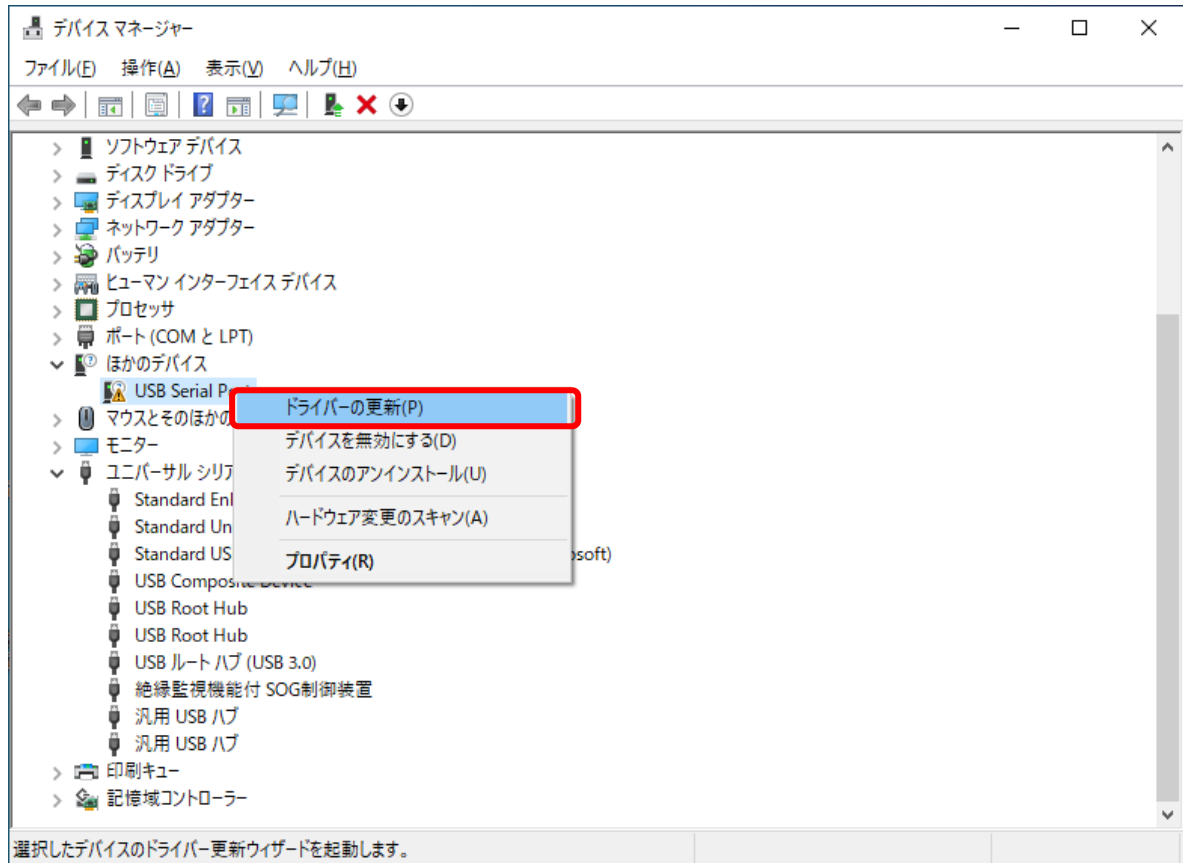 デバイス マネージャー
ファイル(F) 操作(A) 表示(V) ヘルプ(H)
ソフトウェア デバイス
ディスク ドライブ
ディスプレイ アダプター
ネットワーク アダプター
バッテリ
ヒューマン インターフェイス デバイス
プロセッサ
ポート (COM と LPT)
ほかのデバイス
USB Serial
ドライバーの更新(P)
マウスとそのほかの
デバイスを無効にする(D)
モニター
デバイスのアンインストール(U)
ユニバーサル シリア
Standard
ハードウェア変更のスキャン(A)
Standard Un
Standard US
プロパティ(R)
osoft)
USB Composite Device
USB Root Hub
USB Root Hub
USB ルート ハブ (USB 3.0)
絶縁監視機能付 SOG制御装置
汎用 USB ハブ
汎用 USB ハブ
印刷キュー
記憶域コントローラー
選択したデバイスのドライバー更新ウィザードを起動します。